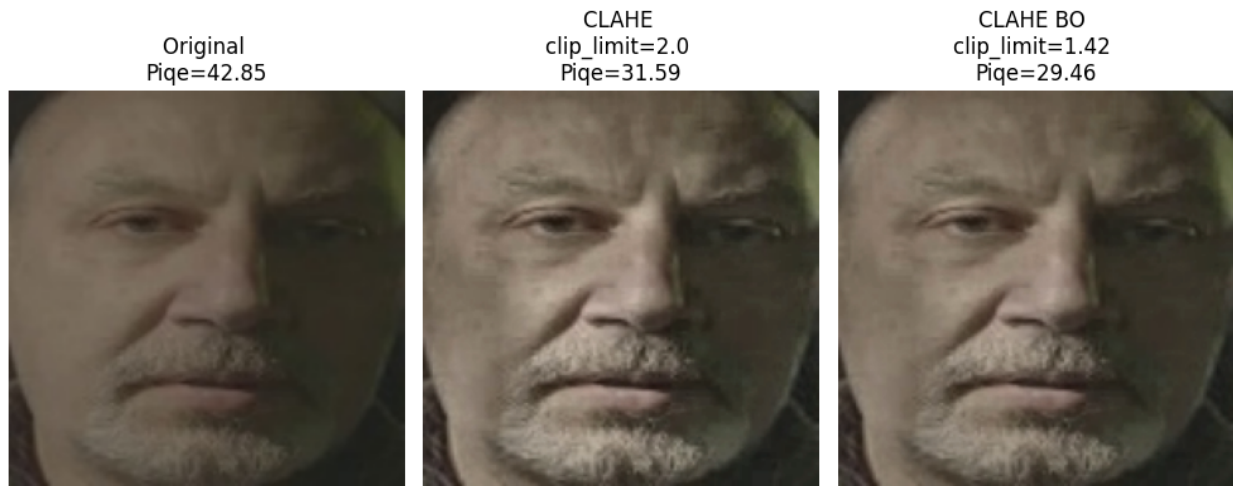 Original
Piqe=42.85
CLAHE
clip_limit=2.0
Piqe=31.59
CLAHE BO
clip_limit=1.42
Piqe=29.46